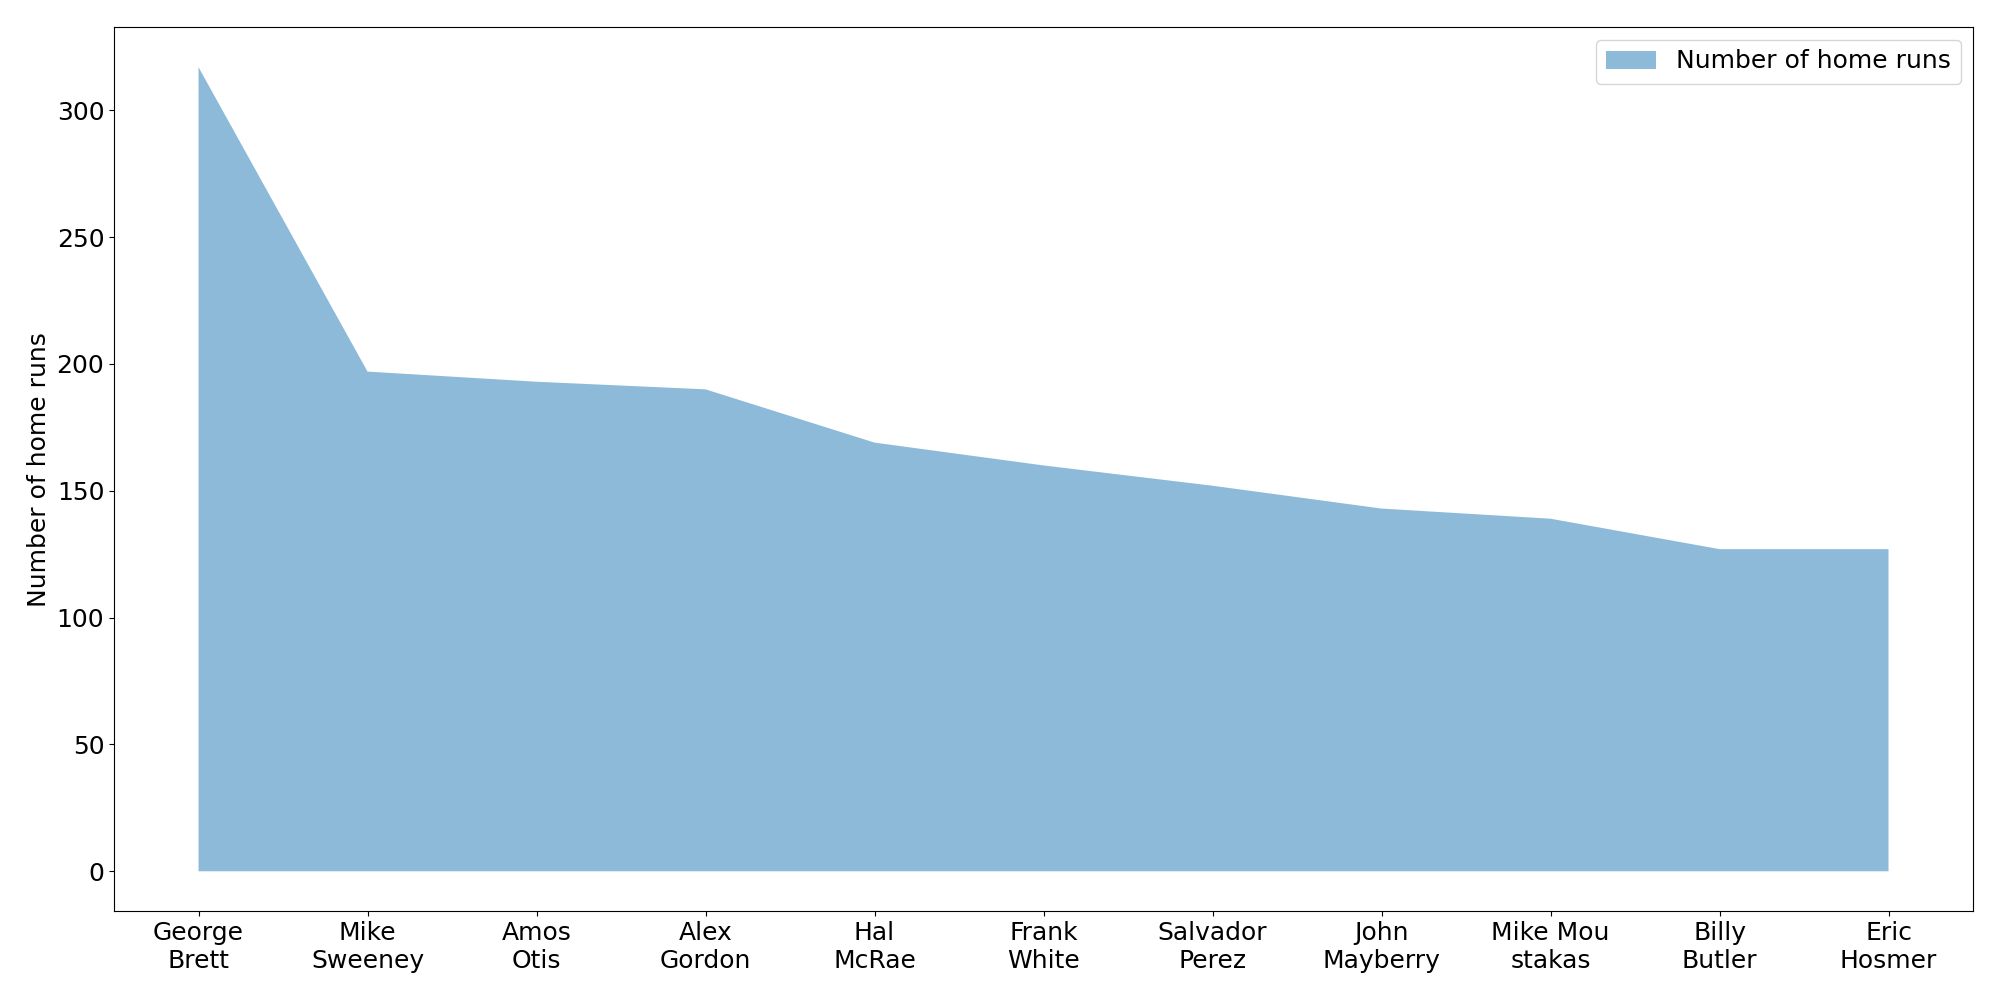 Number of home runs
Number of home runs
300
250
200
150
100
50
0
George Brett
Mike Sweeney
Amos Otis
Alex Gordon
Hal McRae
Frank White
Salvador Perez
John Mayberry
Mike Mou stakas
Billy Butler
Eric Hosmer